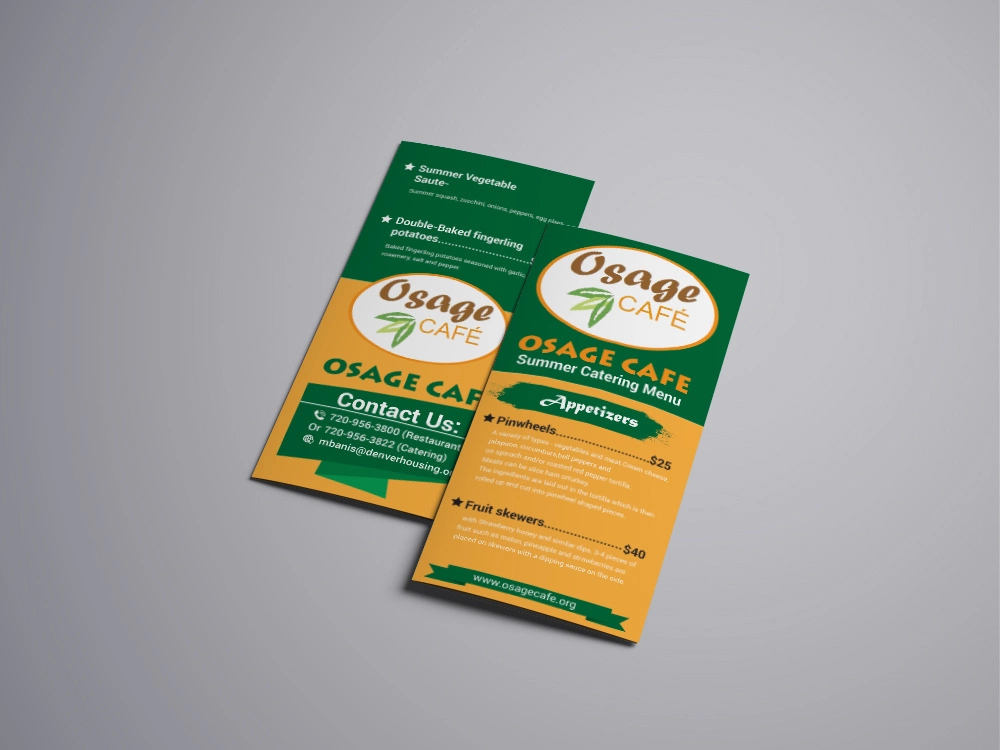 Summer Vegetable
Saute-
Summer squash, zucchini, onions, peppers, egg plant,
Double-Baked fingerling
potatoes
Baked fingerling potatoes seasoned with garlic,
rosemary, salt and pepper
Osage
CAFÉ
OSAGE CAF
Contact Us:
720-956-3800 (Restaurant
Or 720-956-3822 (Catering)
mbanis@denverhousing.or
Osage
CAFÉ
OSAGE CAFE
Summer Catering Menu
Appetizers
Pinwheels..............................$25
A variety of types - vegetables and meat,Cream cheese,
jalapinos, cucumbers,bell peppers and
on spinach and/or roasted red pepper tortilla.
Meats can be slice ham or turkey.
The ingredients are laid out in the tortilla which is then
rolled up and cut into pinwheel shaped pieces.
Fruit skewers......................$40
with Strawberry honey and similar dips, 3-4 pieces of
fruit such as melon, pineapple and strawberries are
placed on skewers with a dipping sauce on the side.
www.osagecafe.org